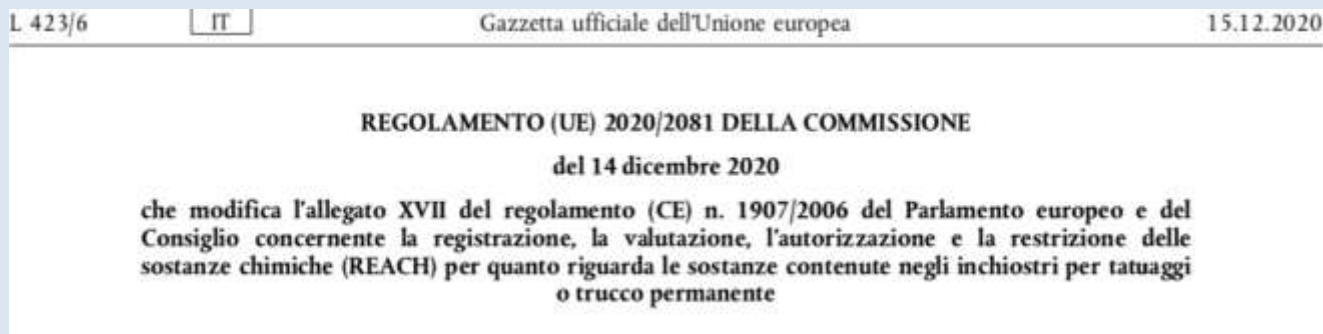 L 423/6 IT Gazzetta ufficiale dell'Unione europea 15.12.2020
REGOLAMENTO (UE) 2020/2081 DELLA COMMISSIONE
del 14 dicembre 2020
che modifica l'allegato XVII del regolamento (CE) n. 1907/2006 del Parlamento europeo e del
Consiglio concernente la registrazione, la valutazione, l'autorizzazione e la restrizione delle
sostanze chimiche (REACH) per quanto riguarda le sostanze contenute negli inchiostri per tatuaggi
o trucco permanente